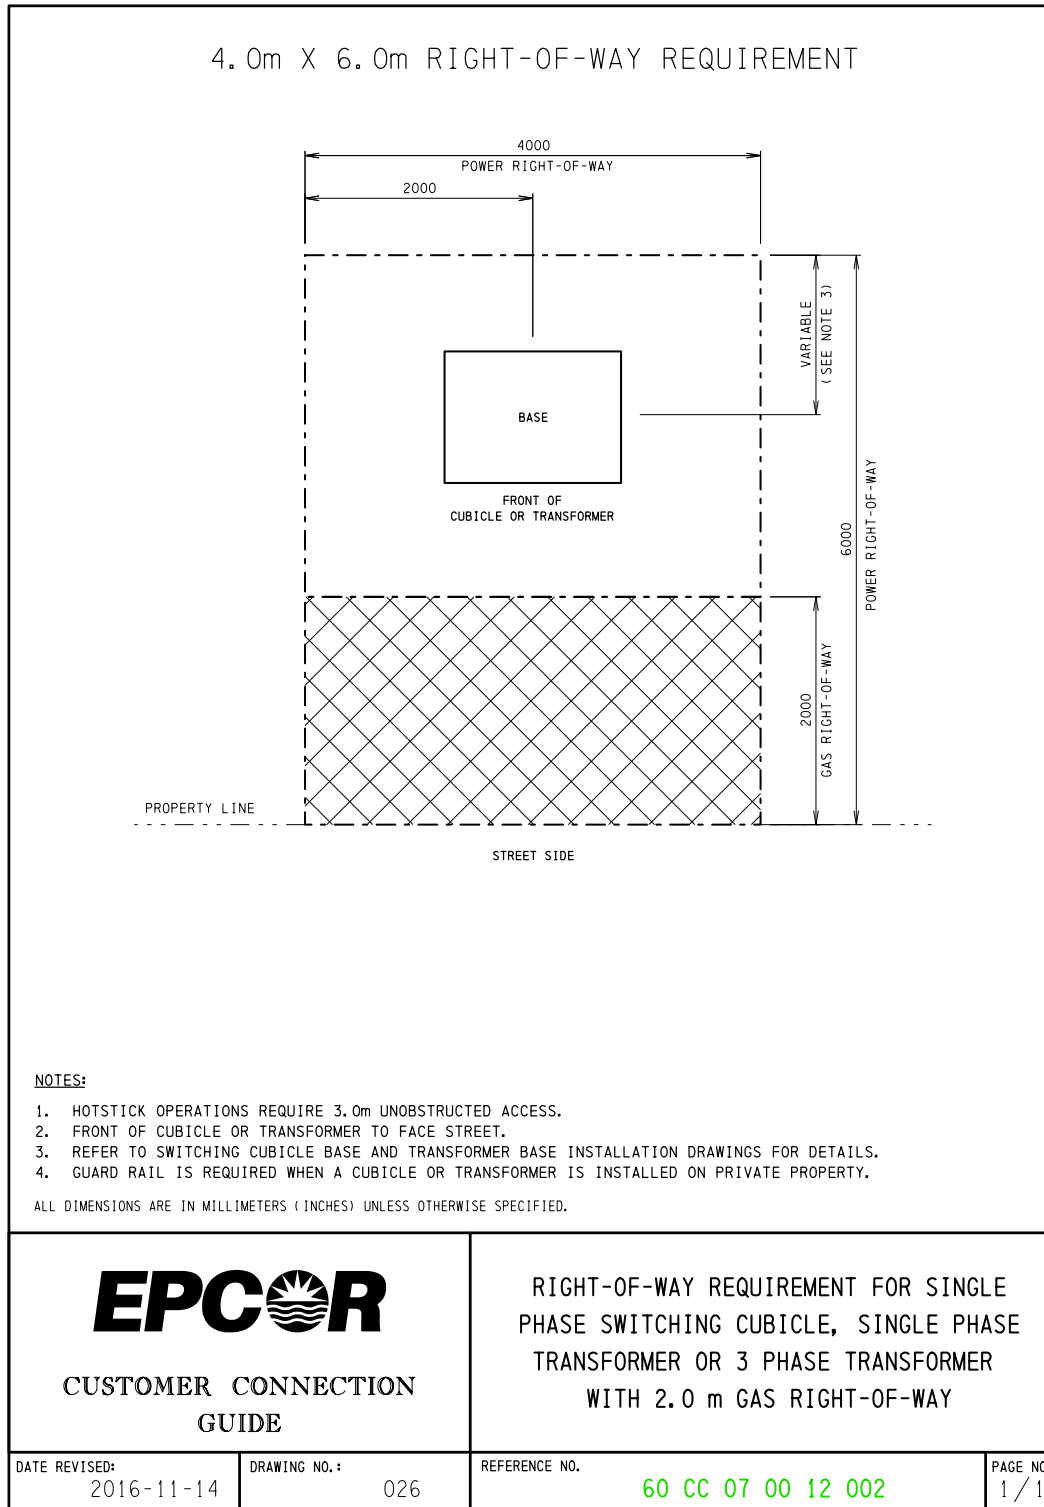 4.0m X 6.0m RIGHT-OF-WAY REQUIREMENT
4000
POWER RIGHT-OF-WAY
2000
VARIABLE
(SEE NOTE 3)
BASE
FRONT OF
CUBICLE OR TRANSFORMER
6000
POWER RIGHT-OF-WAY
2000
GAS RIGHT-OF-WAY
PROPERTY LINE
STREET SIDE
NOTES:
1. HOTSTICK OPERATIONS REQUIRE 3.0m UNOBSTRUCTED ACCESS.
2. FRONT OF CUBICLE OR TRANSFORMER TO FACE STREET.
3. REFER TO SWITCHING CUBICLE BASE AND TRANSFORMER BASE INSTALLATION DRAWINGS FOR DETAILS.
4. GUARD RAIL IS REQUIRED WHEN A CUBICLE OR TRANSFORMER IS INSTALLED ON PRIVATE PROPERTY.
ALL DIMENSIONS ARE IN MILLIMETERS (INCHES) UNLESS OTHERWISE SPECIFIED.
EPCOR
CUSTOMER CONNECTION
GUIDE
RIGHT-OF-WAY REQUIREMENT FOR SINGLE
PHASE SWITCHING CUBICLE, SINGLE PHASE
TRANSFORMER OR 3 PHASE TRANSFORMER
WITH 2.0 m GAS RIGHT-OF-WAY
DATE REVISED:
2016-11-14
DRAWING NO.:
026
REFERENCE NO.
60 CC 07 00 12 002
PAGE NO
1/1